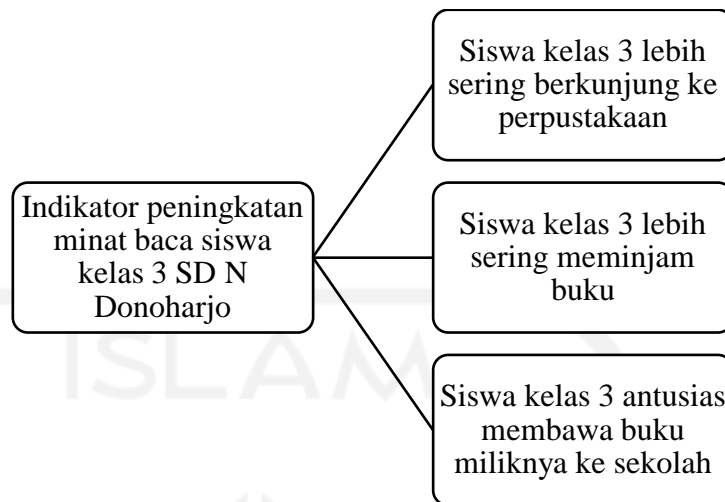 Siswa kelas 3 lebih
sering berkunjung ke
perpustakaan
Indikator peningkatan
minat baca siswa
kelas 3 SD N
Donoharjo
Siswa kelas 3 lebih
sering meminjam
buku
Siswa kelas 3 antusias
membawa buku
miliknya ke sekolah
ISLAM